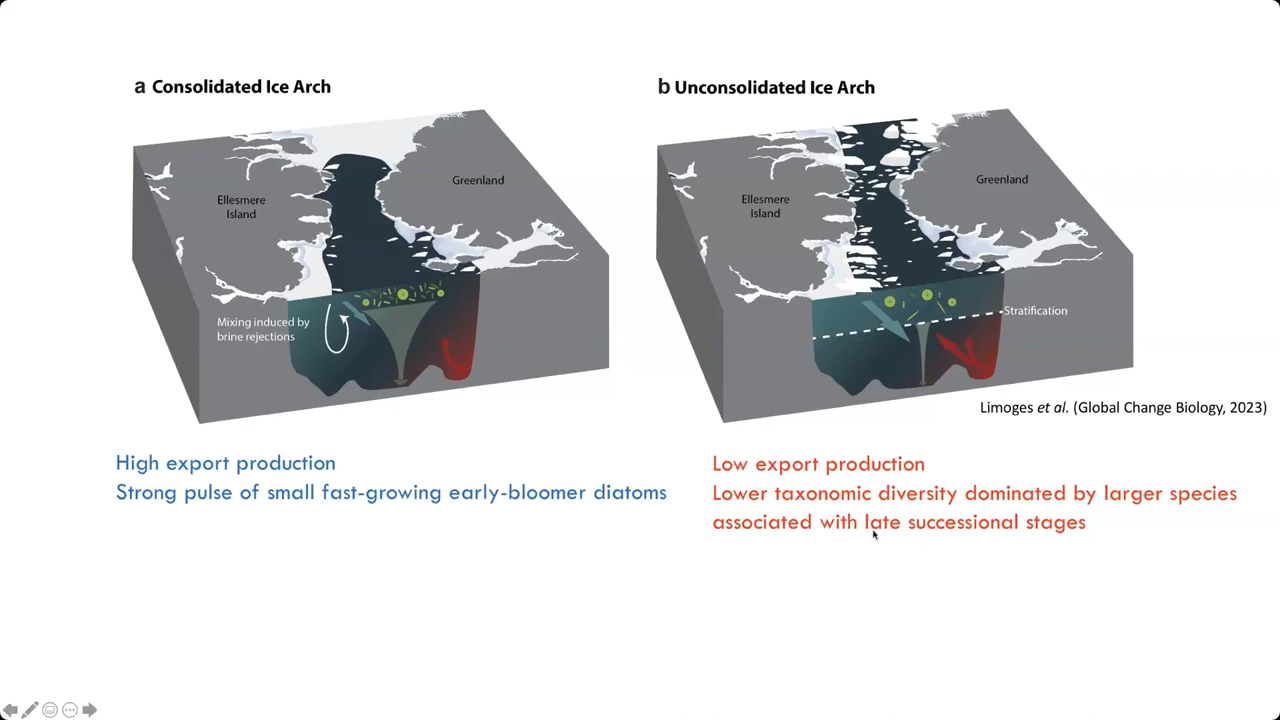 a Consolidated Ice Arch
Ellesmere
Island
Greenland
Mixing induced by
brine rejections
b Unconsolidated Ice Arch
Ellesmere
Island
Greenland
Stratification
Limoges et al. (Global Change Biology, 2023)
High export production
Strong pulse of small fast-growing early-bloomer diatoms
Low export production
Lower taxonomic diversity dominated by larger species
associated with late successional stages